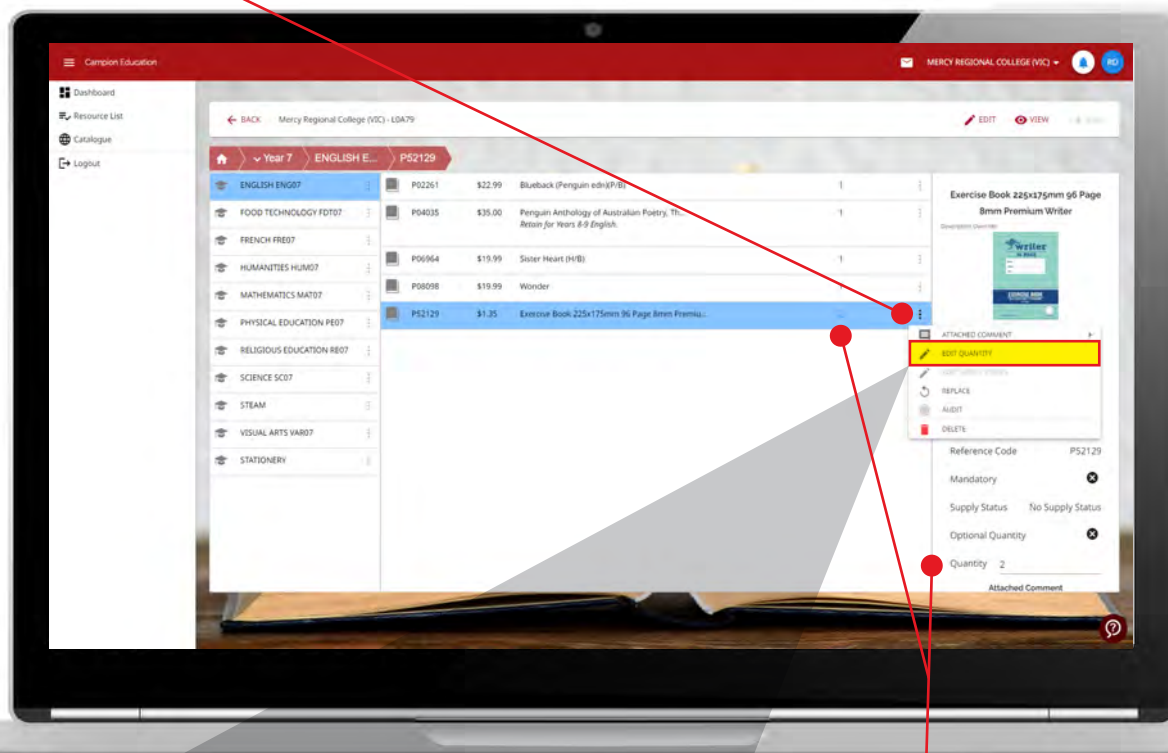 Campion Education
MERCY REGIONAL COLLEGE (VIC)
RD
Dashboard
Resource List
Catalogue
Logout
BACK Mercy Regional College (VIC) - L0A79
EDIT VIEW
Year 7 ENGLISH E... P52129
ENGLISH ENG07
FOOD TECHNOLOGY FDT07
FRENCH FRE07
HUMANITIES HUM07
MATHEMATICS MAT07
PHYSICAL EDUCATION PE07
RELIGIOUS EDUCATION RE07
SCIENCE SC07
STEAM
VISUAL ARTS VAR07
STATIONERY
P02261 $22.99 Blueback (Penguin edn)(P/B) 1
P04035 $35.00 Penguin Anthology of Australian Poetry, Th... 1
Retain for Years 8-9 English.
P06964 $19.99 Sister Heart (H/B) 1
P08098 $19.99 Wonder
P52129 $1.35 Exercise Book 225x175mm 96 Page 8mm Premiu...
Exercise Book 225x175mm 96 Page
8mm Premium Writer
Description Override
writer
EXERCISE BOOK
ATTACHED COMMENT
EDIT QUANTITY
REPLACE
AUDIT
DELETE
Reference Code P52129
Mandatory
Supply Status No Supply Status
Optional Quantity
Quantity 2
Attached Comment